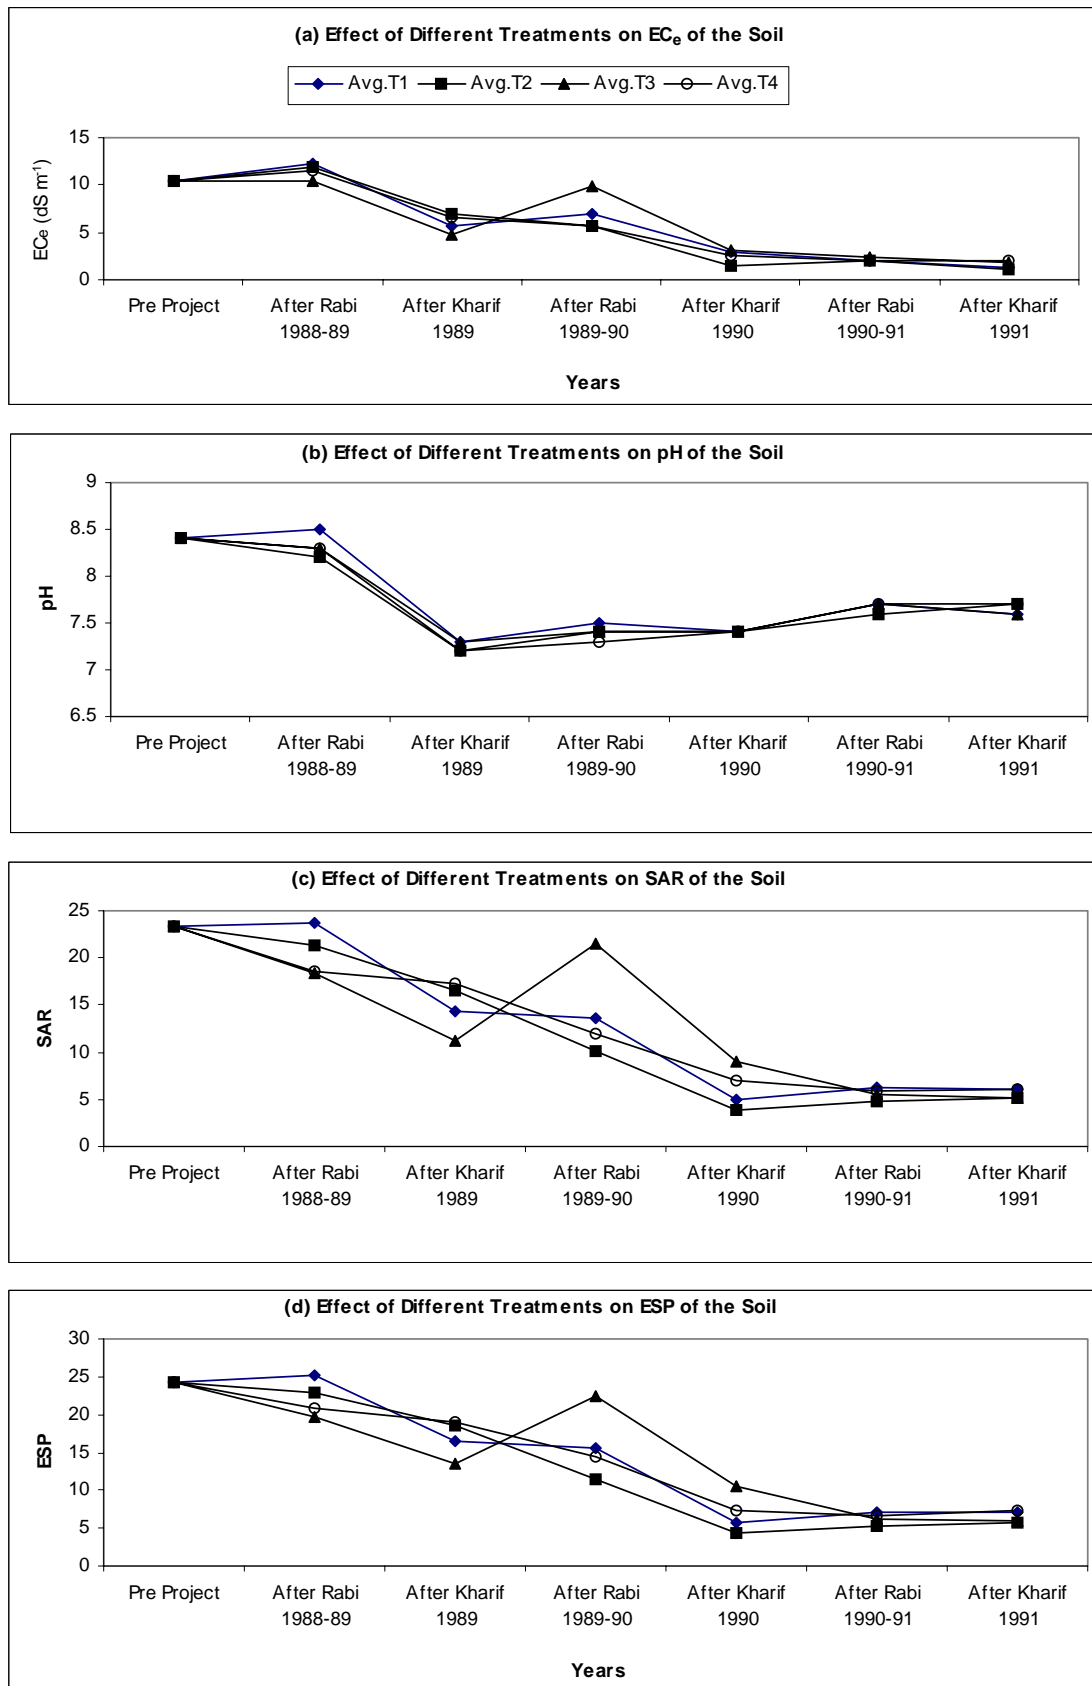 (a) Effect of Different Treatments on ECe of the Soil
Avg.T1 Avg.T2 Avg.T3 Avg.T4
ECe (dS m-1)
15
10
5
0
Pre Project After Rabi After Kharif After Rabi After Kharif After Rabi After Kharif
1988-89 1989 1989-90 1990 1990-91 1991
Years
(b) Effect of Different Treatments on pH of the Soil
pH
9
8.5
8
7.5
7
6.5
Pre Project After Rabi After Kharif After Rabi After Kharif After Rabi After Kharif
1988-89 1989 1989-90 1990 1990-91 1991
(c) Effect of Different Treatments on SAR of the Soil
SAR
25
20
15
10
5
0
Pre Project After Rabi After Kharif After Rabi After Kharif After Rabi After Kharif
1988-89 1989 1989-90 1990 1990-91 1991
(d) Effect of Different Treatments on ESP of the Soil
ESP
30
25
20
15
10
5
0
Pre Project After Rabi After Kharif After Rabi After Kharif After Rabi After Kharif
1988-89 1989 1989-90 1990 1990-91 1991
Years